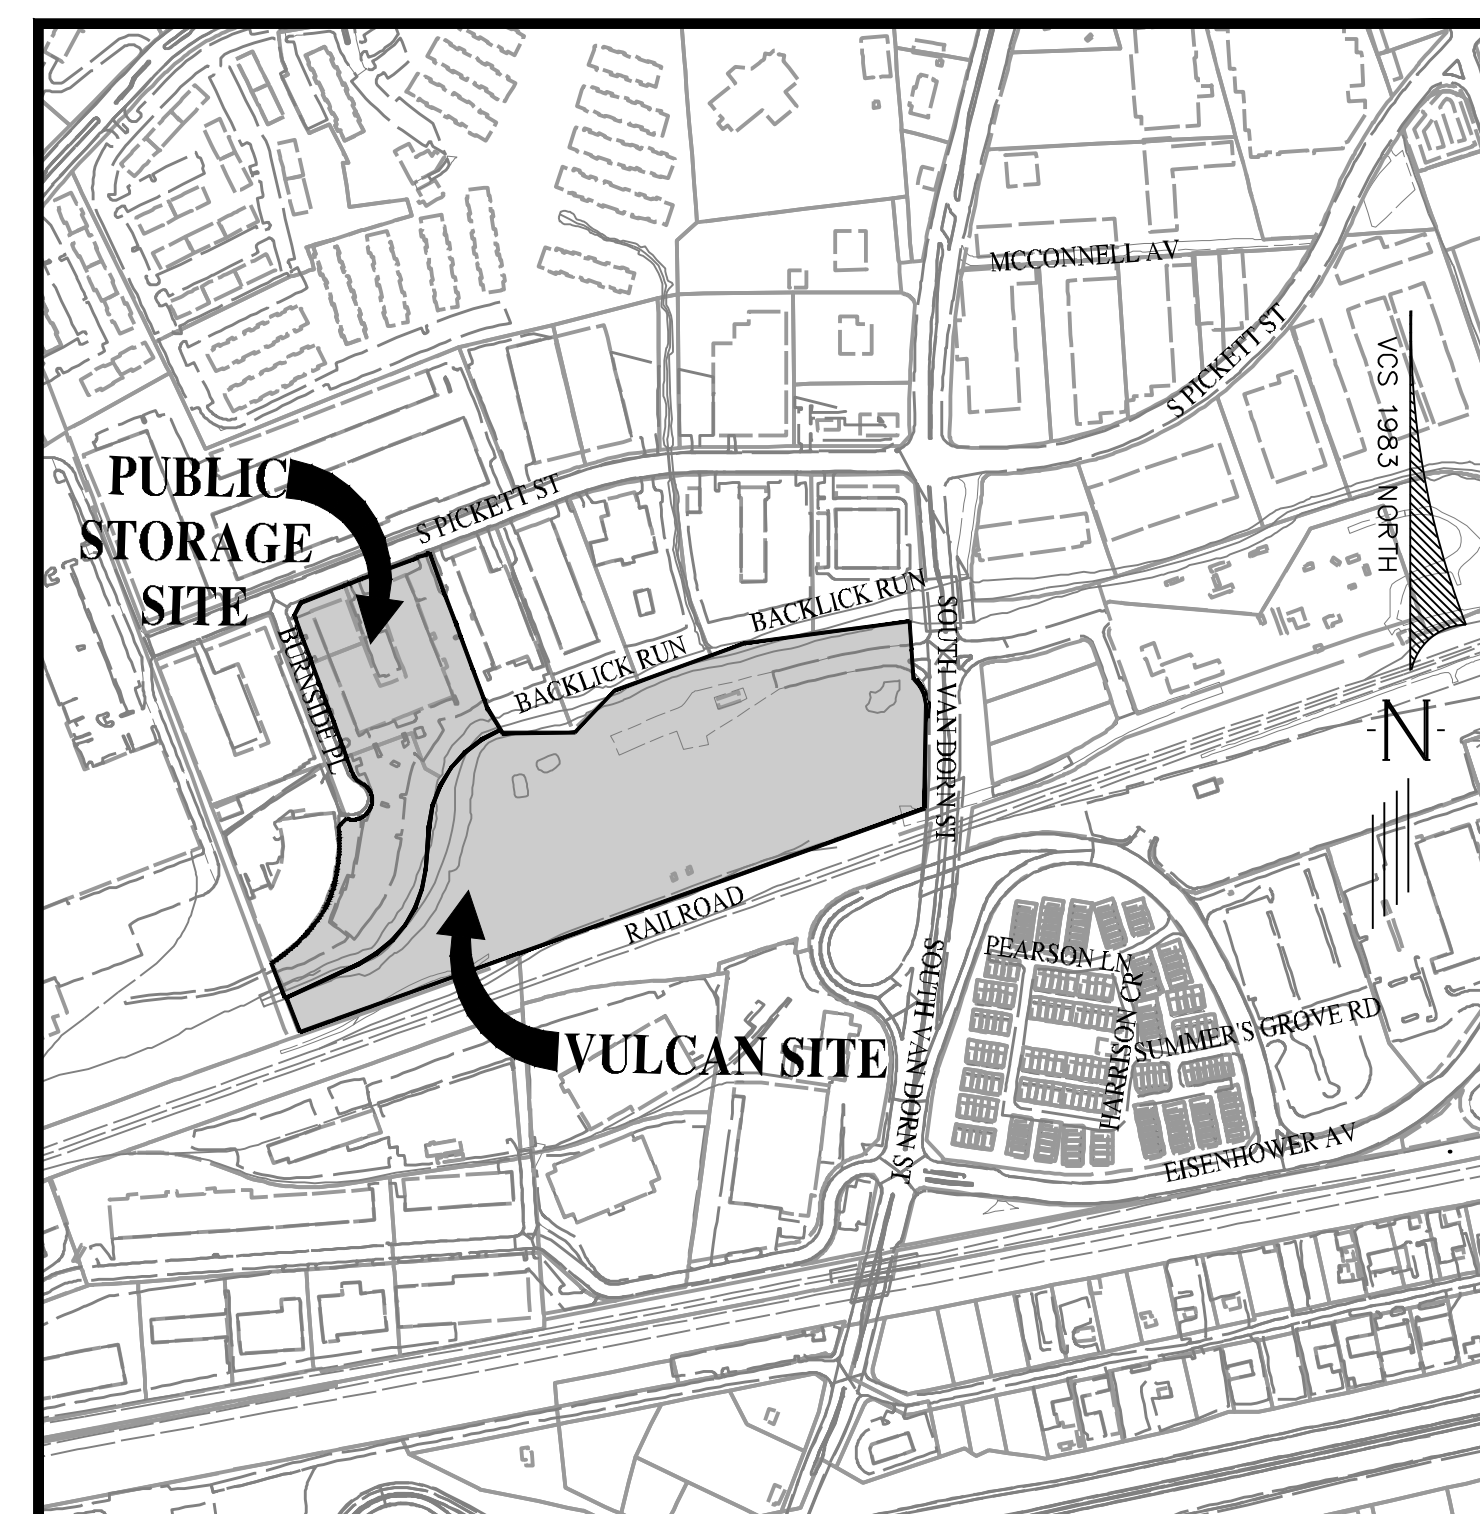 MCCONNELL AV
S PICKETT ST
VCS 1983 NORTH
PUBLIC
STORAGE
SITE
S PICKETT ST
BACKLICK RUN
BURNSIDE PL
BACKLICK RUN
SOUTH VAN DORN ST
N
RAILROAD
PEARSON LN
SOUTH VAN DORN ST
HARRISON CR
SUMMER'S GROVE RD
VULCAN SITE
EISENHOWER AV